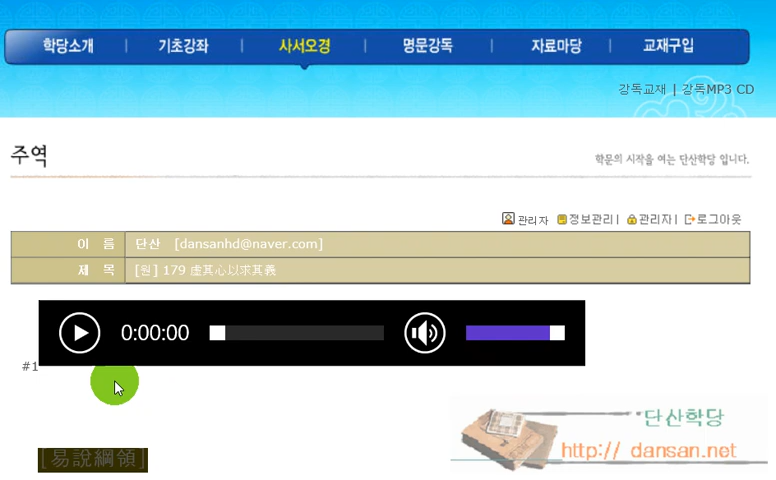 학당소개 | 기초강좌 | 사서오경 | 명문강독 | 자료마당 | 교재구입
강독교재 | 강독MP3 CD
주역
학문의 시작을 여는 단산학당 입니다.
관리자 정보관리| 관리자| 로그아웃
이 름 단산 [dansanhd@naver.com]
제 목 [원] 179 虛其心以求其義
0:00:00
#1
단산학당
http:// dansan.net
[易說綱領]